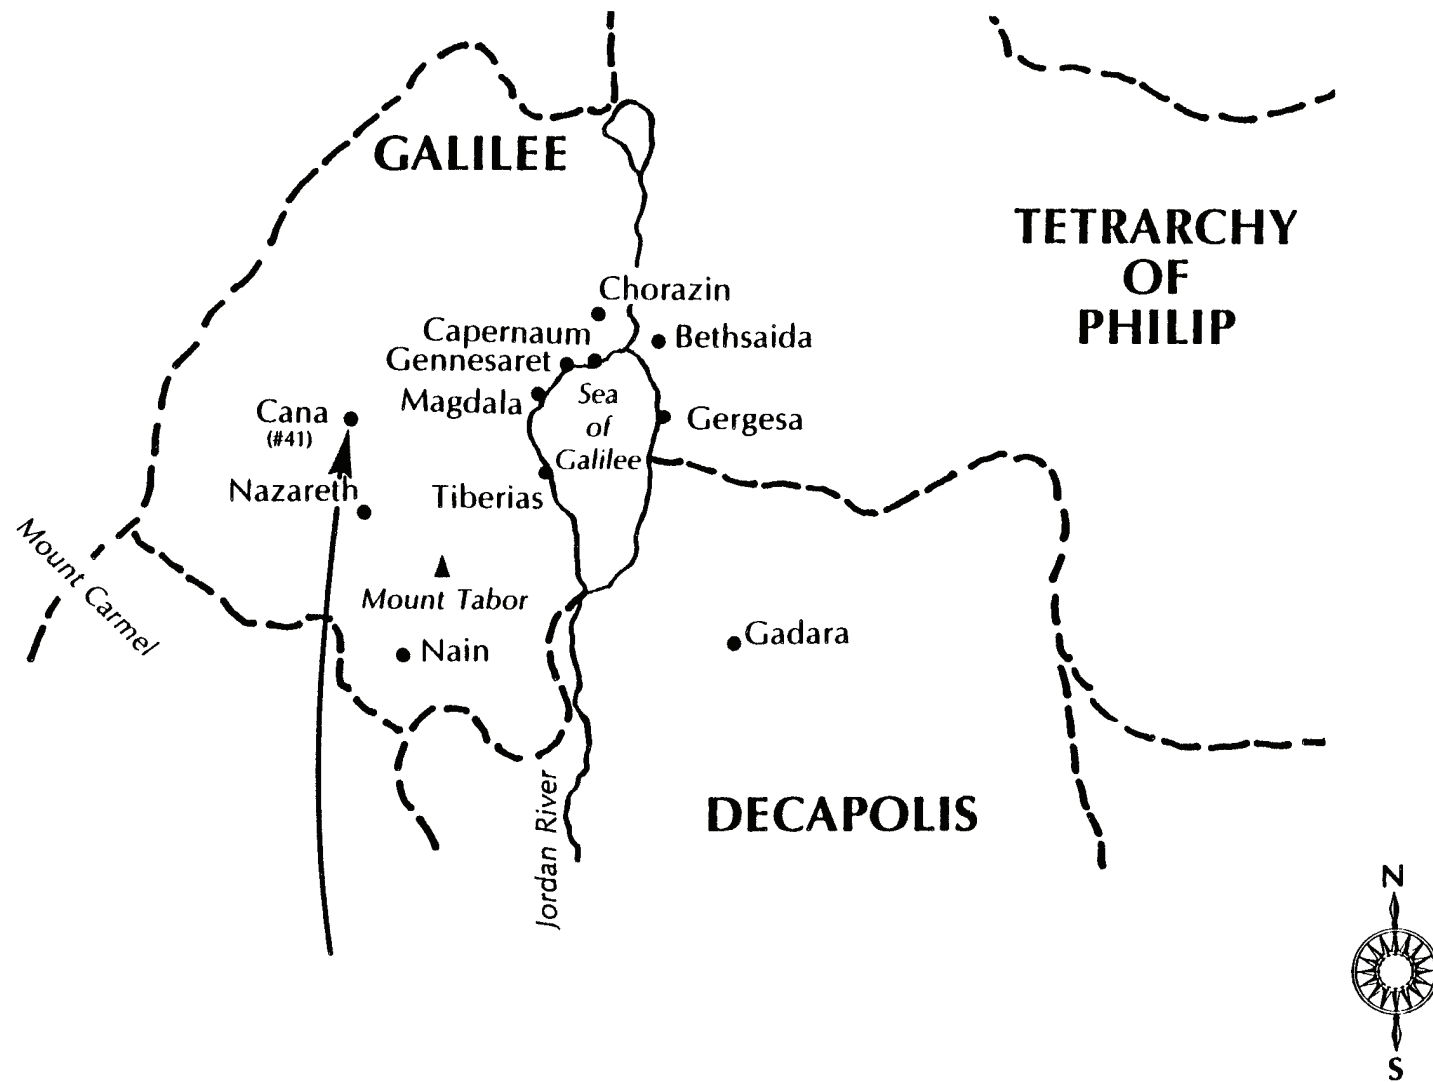 GALILEE
TETRARCHY
OF
PHILIP
Chorazin
Capernaum
Bethsaida
Gennesaret
Magdala
Sea
of
Galilee
Gergesa
Cana
(#41)
Nazareth
Tiberias
Mount Carmel
Mount Tabor
Nain
Gadara
Jordan River
DECAPOLIS
N
S